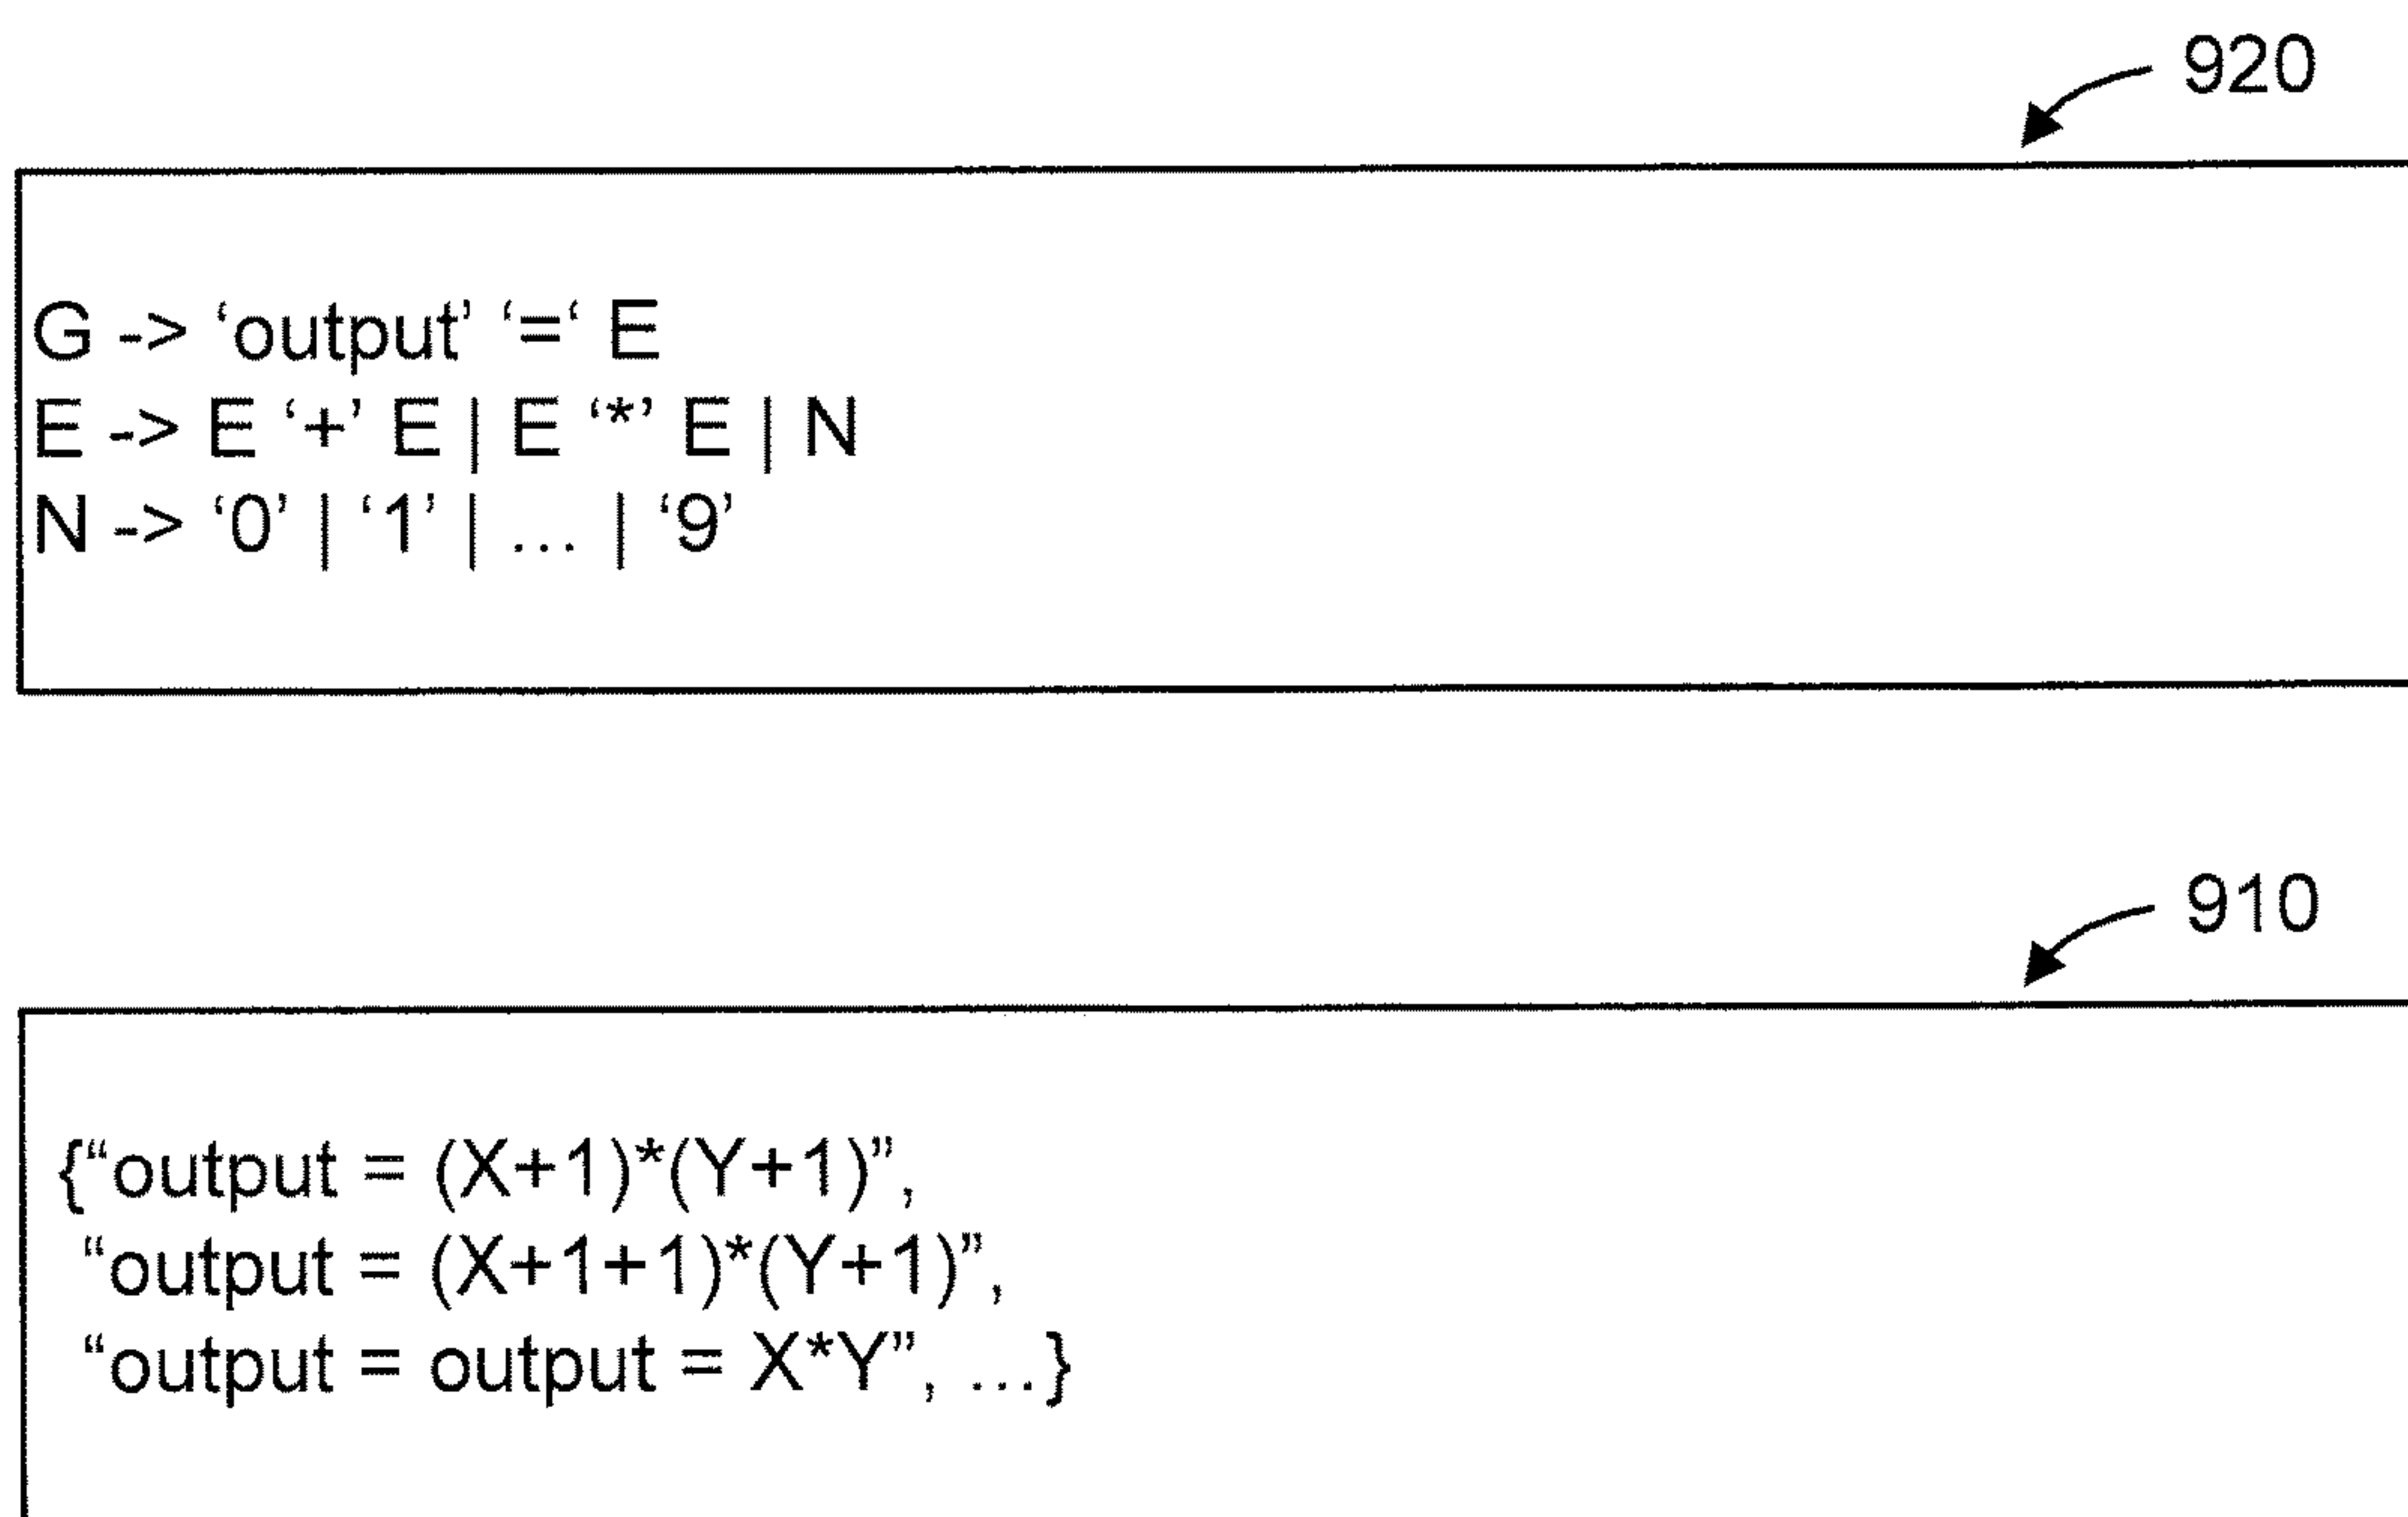 920
G -> ‘output’ ‘=‘ E
E -> E ‘+’ E | E ‘*’ E | N
N -> ‘0’ | ‘1’ | … | ‘9’
910
{“output = (X+1)*(Y+1)”,
“output = (X+1+1)*(Y+1)”,
“output = output = X*Y”, …}